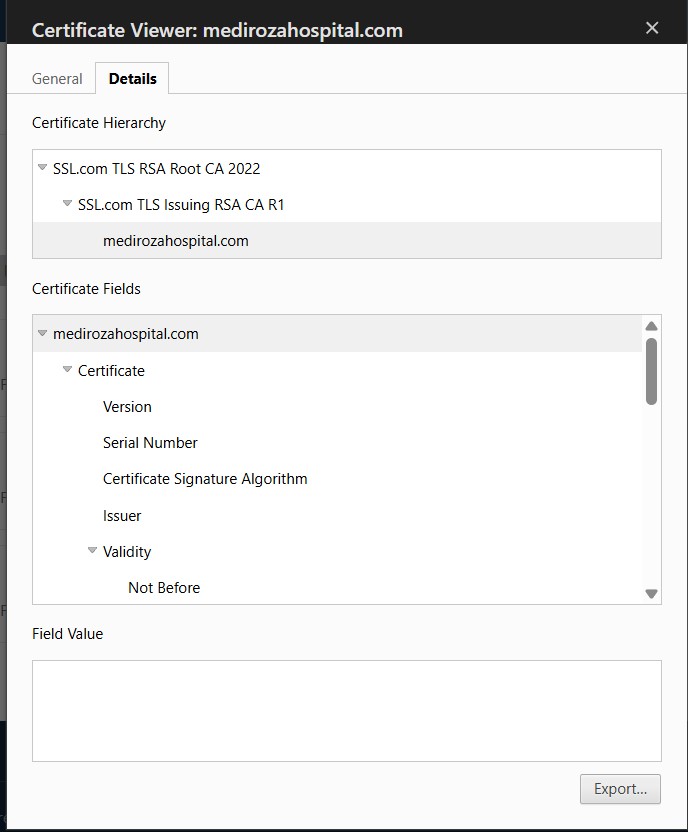 Certificate Viewer: medirozahospital.com
General
Details
Certificate Hierarchy
SSL.com TLS RSA Root CA 2022
SSL.com TLS Issuing RSA CA R1
medirozahospital.com
Certificate Fields
medirozahospital.com
Certificate
Version
Serial Number
Certificate Signature Algorithm
Issuer
Validity
Not Before
Field Value
Export...